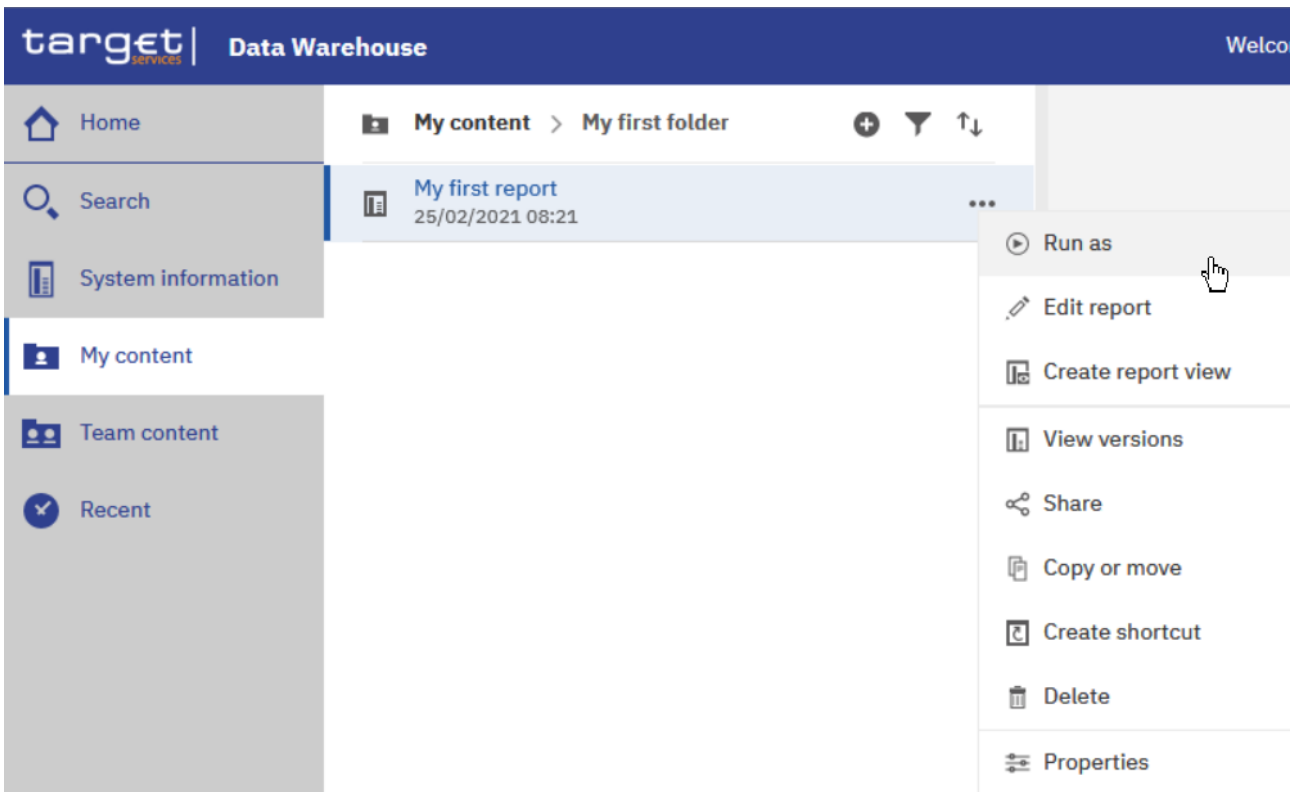 target services Data Warehouse
Home
Search
System information
My content
Team content
Recent
My content > My first folder
My first report
25/02/2021 08:21
Run as
Edit report
Create report view
View versions
Share
Copy or move
Create shortcut
Delete
Properties